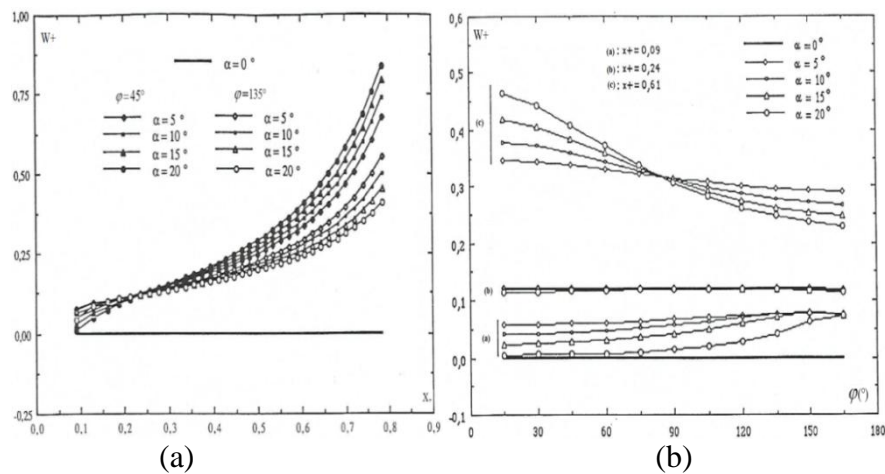 W+
α=0°
φ=45°
φ=135°
α=5°
α=5°
α=10°
α=10°
α=15°
α=15°
α=20°
α=20°
1,00
0,75
0,50
0,25
0,00
-0,25
0,0
0,1
0,2
0,3
0,4
0,5
0,6
0,7
0,8
0,9
X.
(a)
0,6
W+
(a): x+=0,09
(b): x+=0,24
(c): x+=0,61
α=0°
α=5°
α=10°
α=15°
α=20°
0,5
0,4
0,3
0,2
0,1
0,0
-0,1
(c)
(b)
(a)
φ(°)
0
30
60
90
120
150
180
(b)